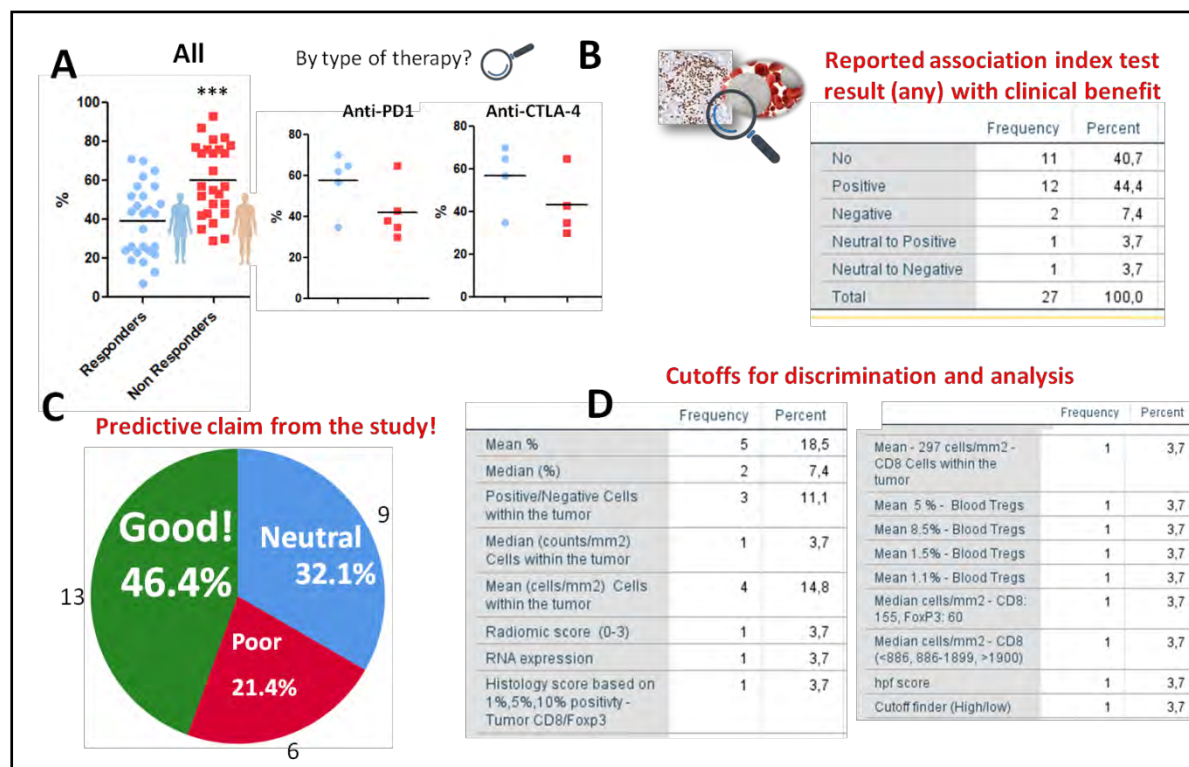 A
All
***
100
80
60
40
20
0
%
Responders
Non Responders
By type of therapy?
Anti-PD1
80
60
40
20
0
%
Anti-CTLA-4
80
60
40
20
0
%
B
Reported association index test
result (any) with clinical benefit
Frequency Percent
No 11 40,7
Positive 12 44,4
Negative 2 7,4
Neutral to Positive 1 3,7
Neutral to Negative 1 3,7
Total 27 100,0
C
Predictive claim from the study!
Good!
46.4%
13
Neutral
32.1%
9
Poor
21.4%
6
D
Cutoffs for discrimination and analysis
Frequency Percent
Mean % 5 18,5
Median (%) 2 7,4
Positive/Negative Cells
within the tumor 3 11,1
Median (counts/mm2)
Cells within the tumor 1 3,7
Mean (cells/mm2) Cells
within the tumor 4 14,8
Radiomic score (0-3) 1 3,7
RNA expression 1 3,7
Histology score based on
1%,5%,10% positivty -
Tumor CD8/Foxp3 1 3,7
Frequency Percent
Mean - 297 cells/mm2 -
CD8 Cells within the
tumor 1 3,7
Mean 5 % - Blood Tregs 1 3,7
Mean 8.5% - Blood Tregs 1 3,7
Mean 1.5% - Blood Tregs 1 3,7
Mean 1.1% - Blood Tregs 1 3,7
Median cells/mm2 - CD8:
155, FoxP3: 60 1 3,7
Median cells/mm2 - CD8
(<886, 886-1899, >1900) 1 3,7
hpf score 1 3,7
Cutoff finder (High/low) 1 3,7